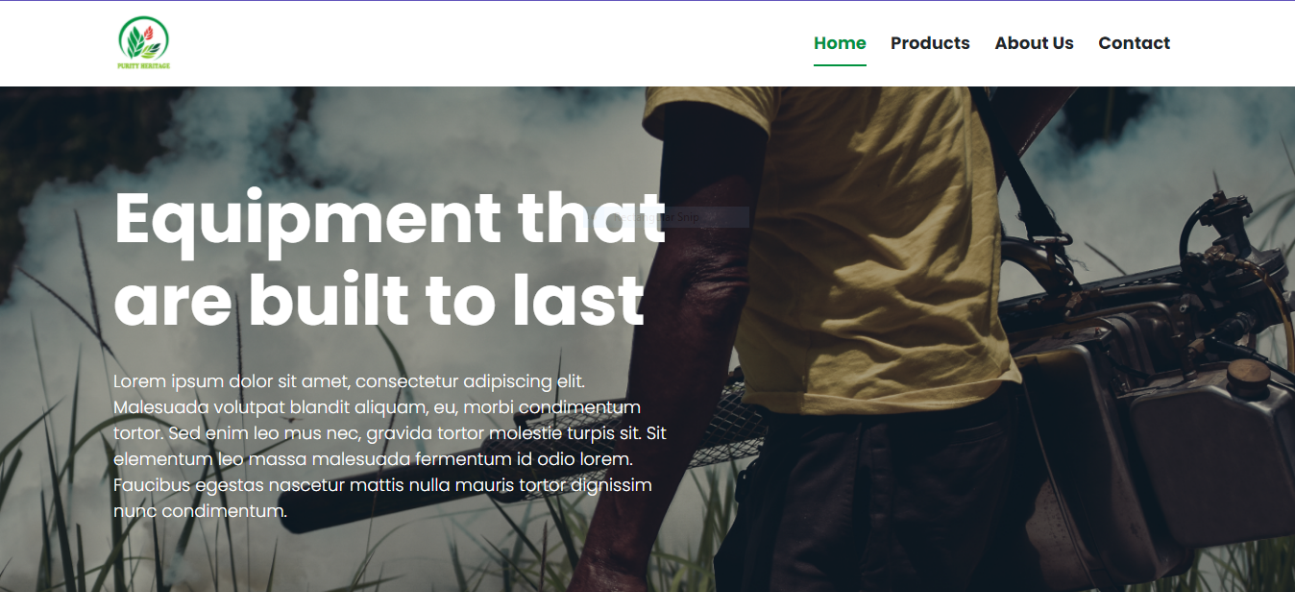 PURITY HERITAGE
Home Products About Us Contact
Equipment that
are built to last
Lorem ipsum dolor sit amet, consectetur adipiscing elit.
Malesuada volutpat blandit aliquam, eu, morbi condimentum
tortor. Sed enim leo mus nec, gravida tortor molestie turpis sit. Sit
elementum leo massa malesuada fermentum id odio lorem.
Faucibus egestas nascetur mattis nulla mauris tortor dignissim
nunc condimentum.